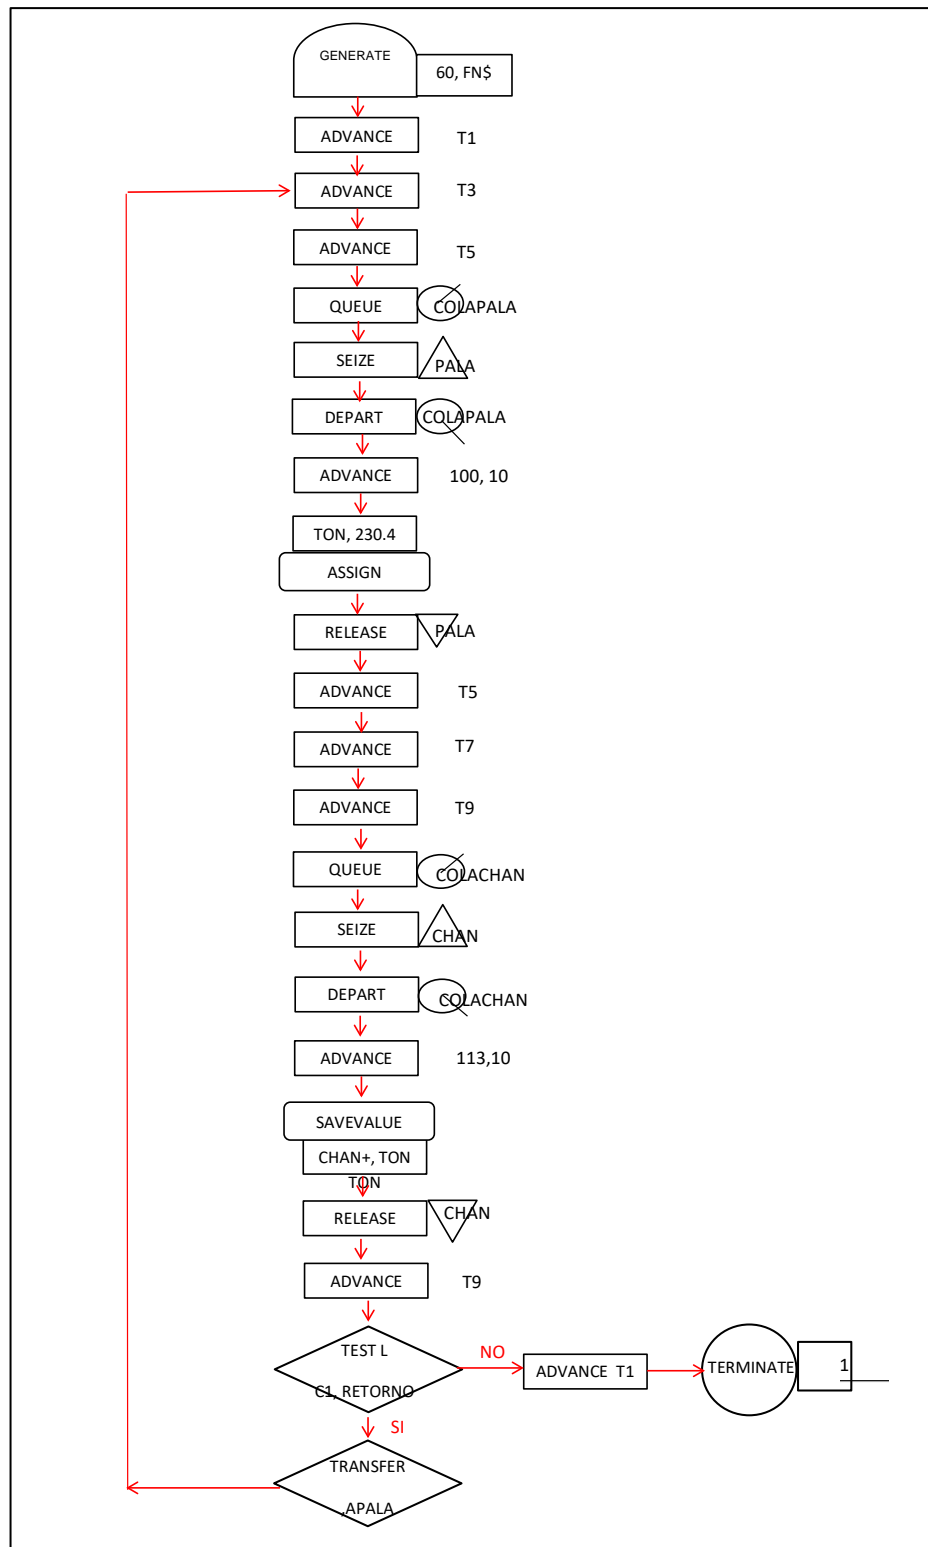 GENERATE
60, FN$
ADVANCE T1
ADVANCE T3
ADVANCE T5
QUEUE COLAPALA
SEIZE PALA
DEPART COLAPALA
ADVANCE 100, 10
TON, 230.4
ASSIGN
RELEASE PALA
ADVANCE T5
ADVANCE T7
ADVANCE T9
QUEUE COLACHAN
SEIZE CHAN
DEPART COLACHAN
ADVANCE 113,10
SAVEVALUE
CHAN+, TON
TON
RELEASE CHAN
ADVANCE T9
TEST L
C1, RETORNO
NO
ADVANCE T1
TERMINATE
1
SI
TRANSFER
,APALA